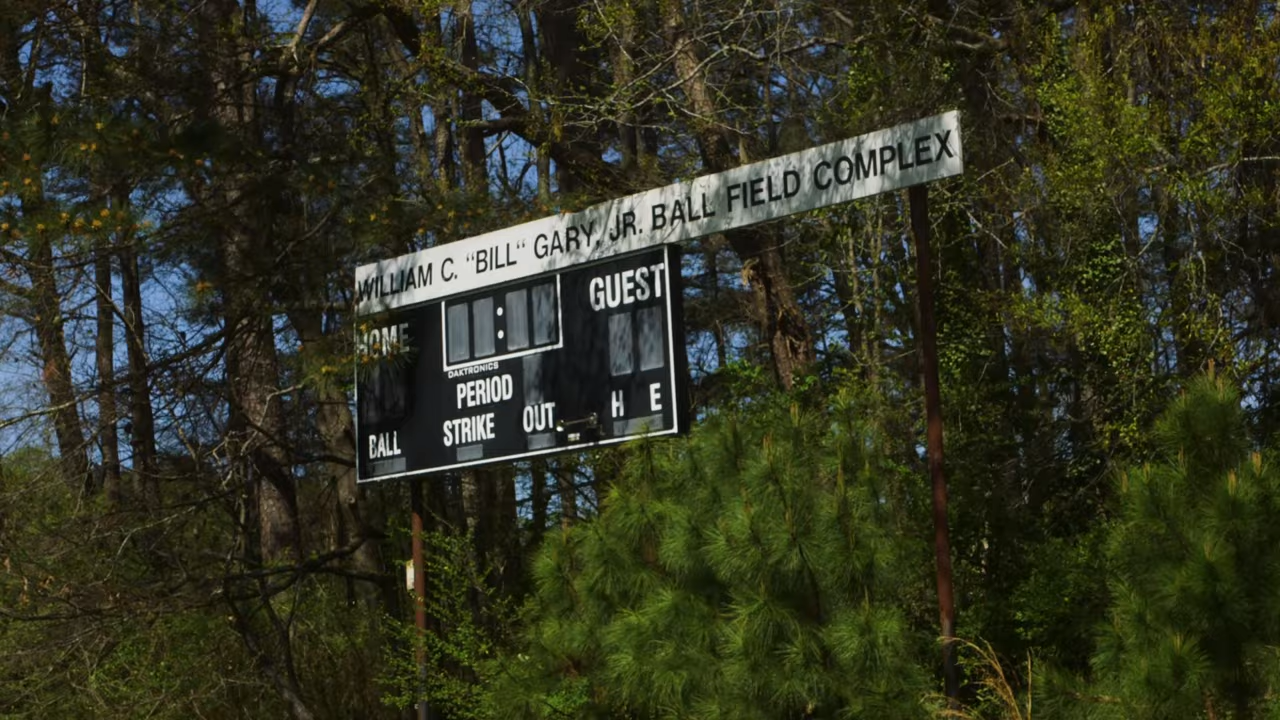 WILLIAM C. "BILL" GARY, JR. BALL FIELD COMPLEX
HOME
GUEST
DAKTRONICS
PERIOD
BALL
STRIKE
OUT
H
E